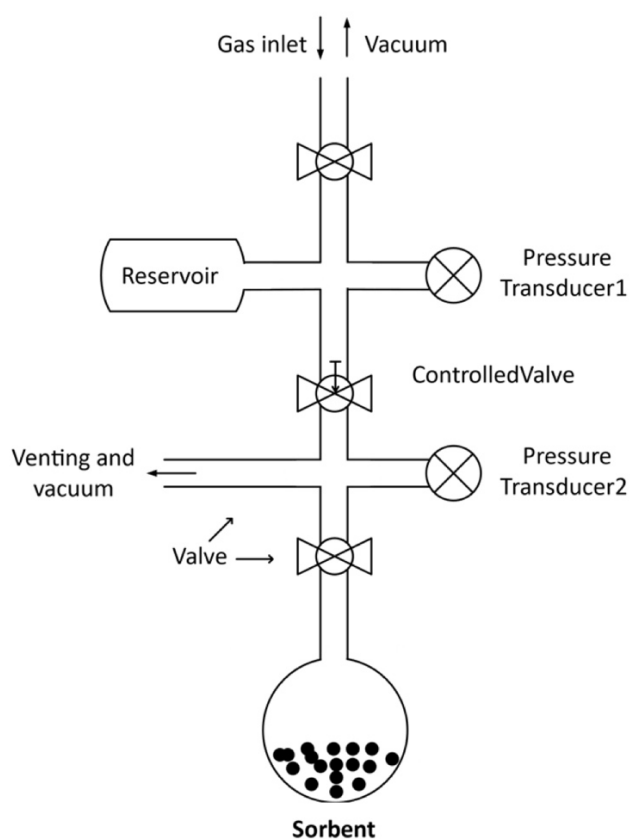 Gas inlet
Vacuum
Reservoir
Pressure
Transducer1
ControlledValve
Venting and
vacuum
Pressure
Transducer2
Valve
Sorbent